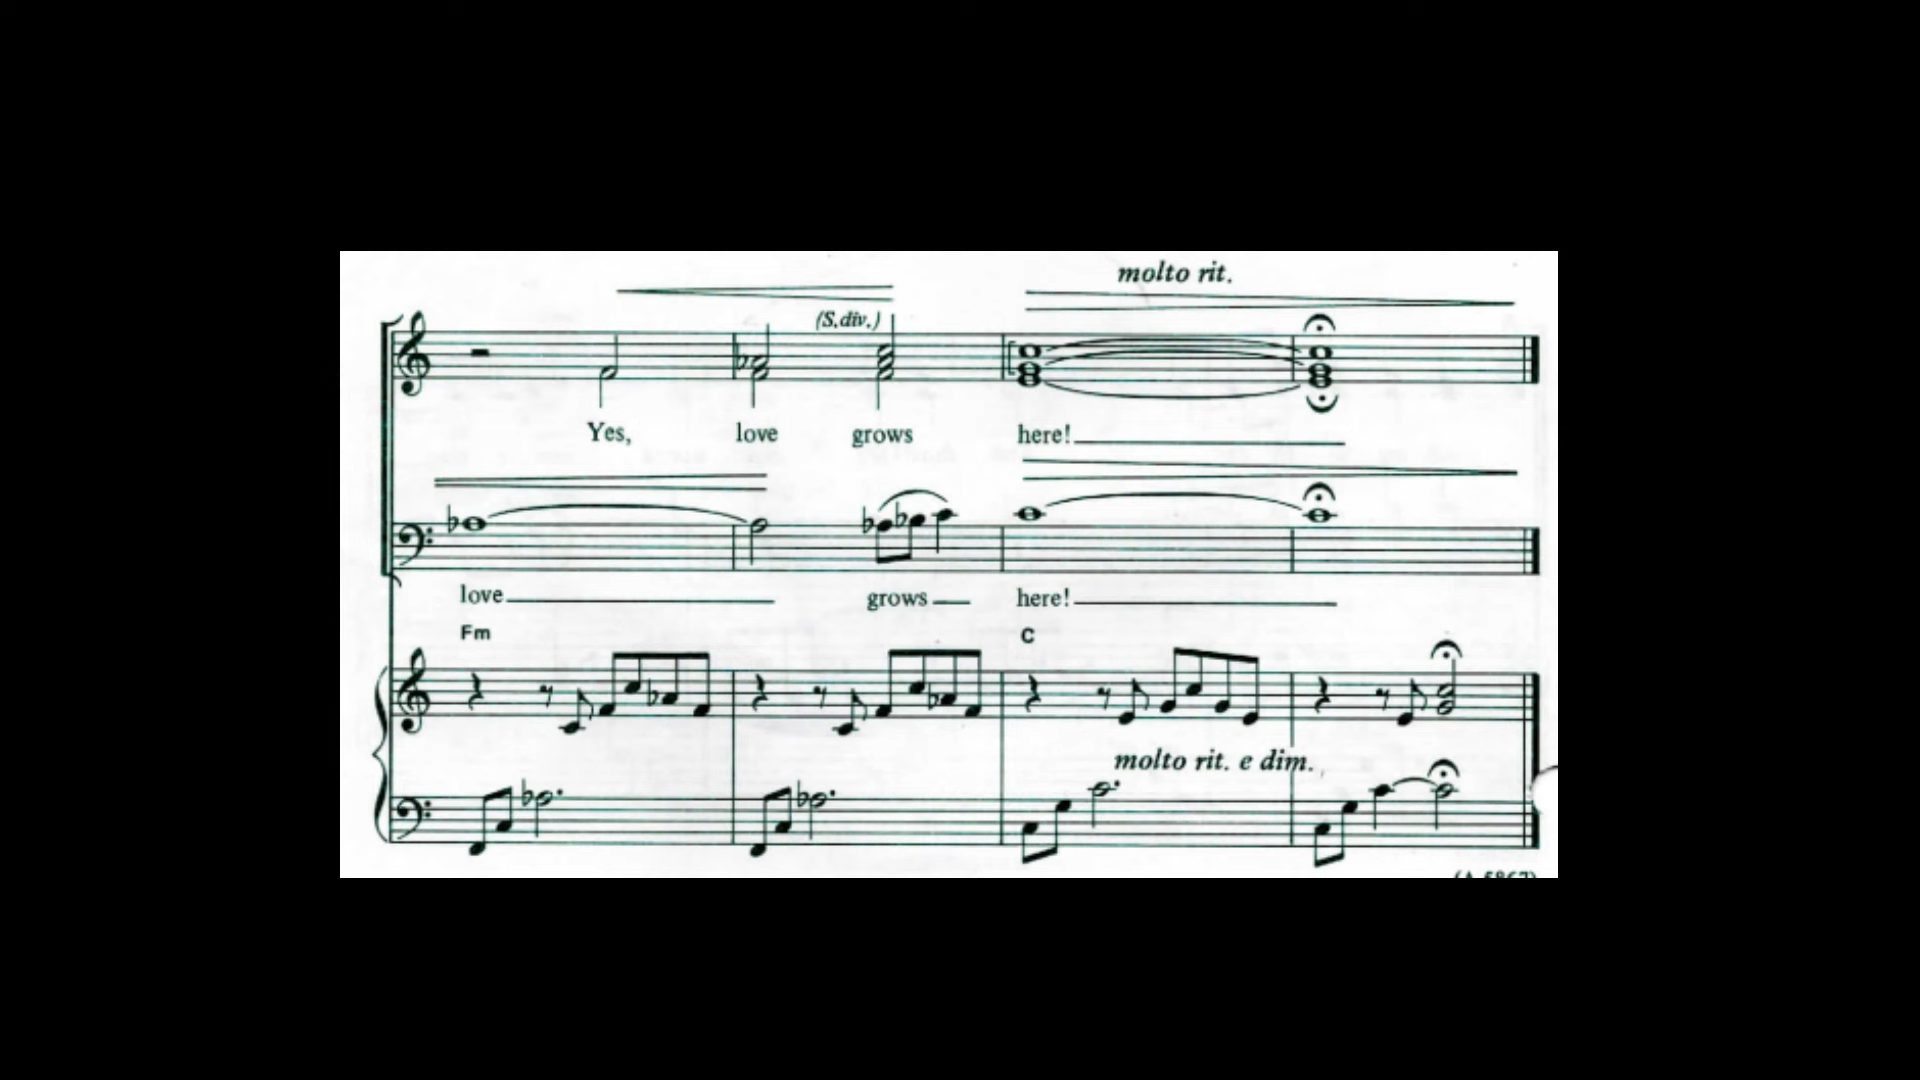 molto rit.
(S.div.)
Yes, love grows here!
love grows here!
Fm C
molto rit. e dim.